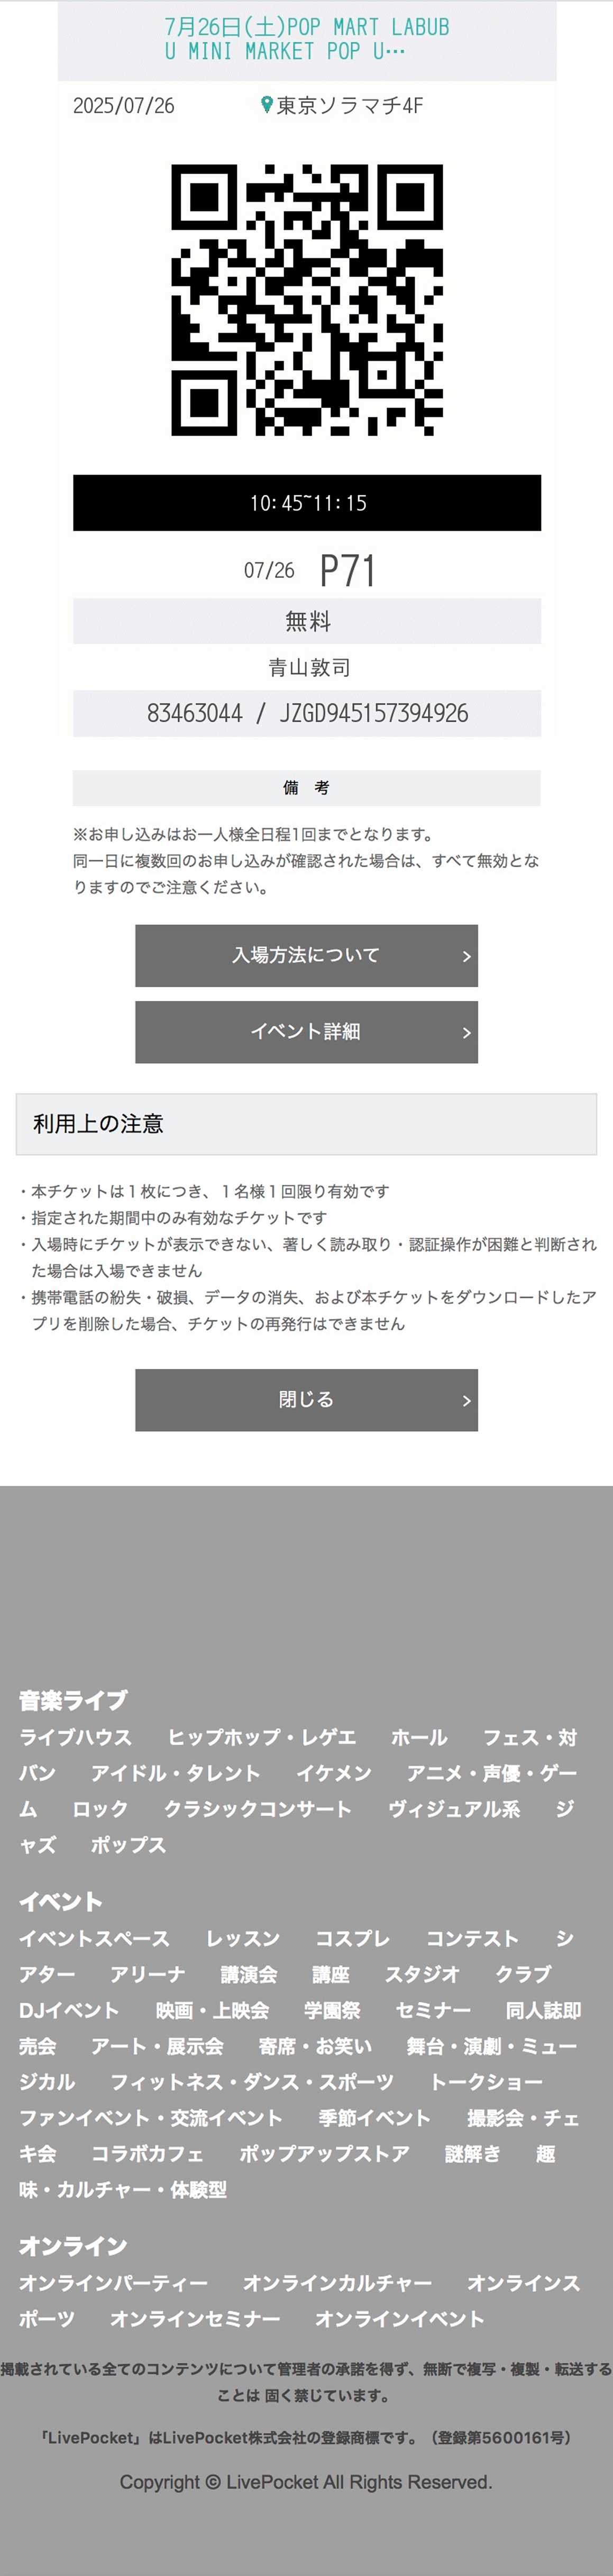 7月26日(土)POP MART LABUB
U MINI MARKET POP U…
2025/07/26
東京ソラマチ4F
10:45~11:15
07/26 P71
無料
青山敦司
83463044 / JZGD945157394926
備 考
※お申し込みはお一人様全日程1回までとなります。
同一日に複数回のお申し込みが確認された場合は、すべて無効とな
りますのでご注意ください。
入場方法について
イベント詳細
利用上の注意
・本チケットは１枚につき、１名様１回限り有効です
・指定された期間中のみ有効なチケットです
・入場時にチケットが表示できない、著しく読み取り・認証操作が困難と判断され
た場合は入場できません
・携帯電話の紛失・破損、データの消失、および本チケットをダウンロードしたア
プリを削除した場合、チケットの再発行はできません
閉じる
音楽ライブ
ライブハウス ヒップホップ・レゲエ ホール フェス・対
バン アイドル・タレント イケメン アニメ・声優・ゲー
ム ロック クラシックコンサート ヴィジュアル系 ジ
ャズ ポップス
イベント
イベントスペース レッスン コスプレ コンテスト シ
アター アリーナ 講演会 講座 スタジオ クラブ
DJイベント 映画・上映会 学園祭 セミナー 同人誌即
売会 アート・展示会 寄席・お笑い 舞台・演劇・ミュー
ジカル フィットネス・ダンス・スポーツ トークショー
ファンイベント・交流イベント 季節イベント 撮影会・チェ
キ会 コラボカフェ ポップアップストア 謎解き 趣
味・カルチャー・体験型
オンライン
オンラインパーティー オンラインカルチャー オンラインス
ポーツ オンラインセミナー オンラインイベント
掲載されている全てのコンテンツについて管理者の承諾を得ず、無断で複写・複製・転送する
ことは 固く禁じています。
「LivePocket」はLivePocket株式会社の登録商標です。（登録第5600161号）
Copyright © LivePocket All Rights Reserved.